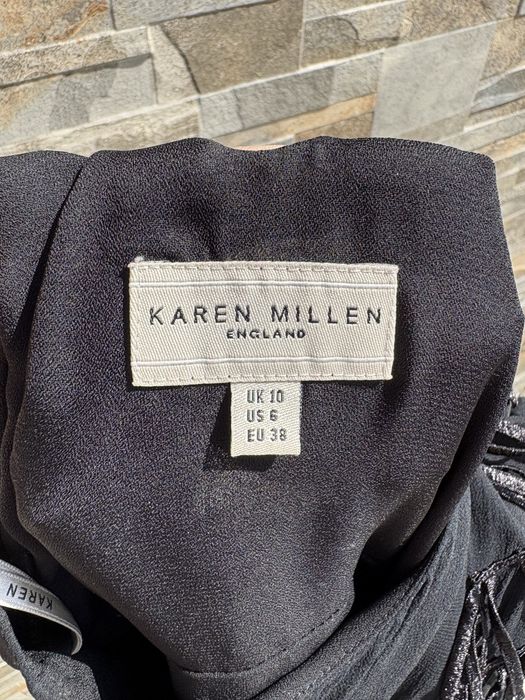 KAREN MILLEN
ENGLAND
UK 10
US 6
EU 38
KAREN